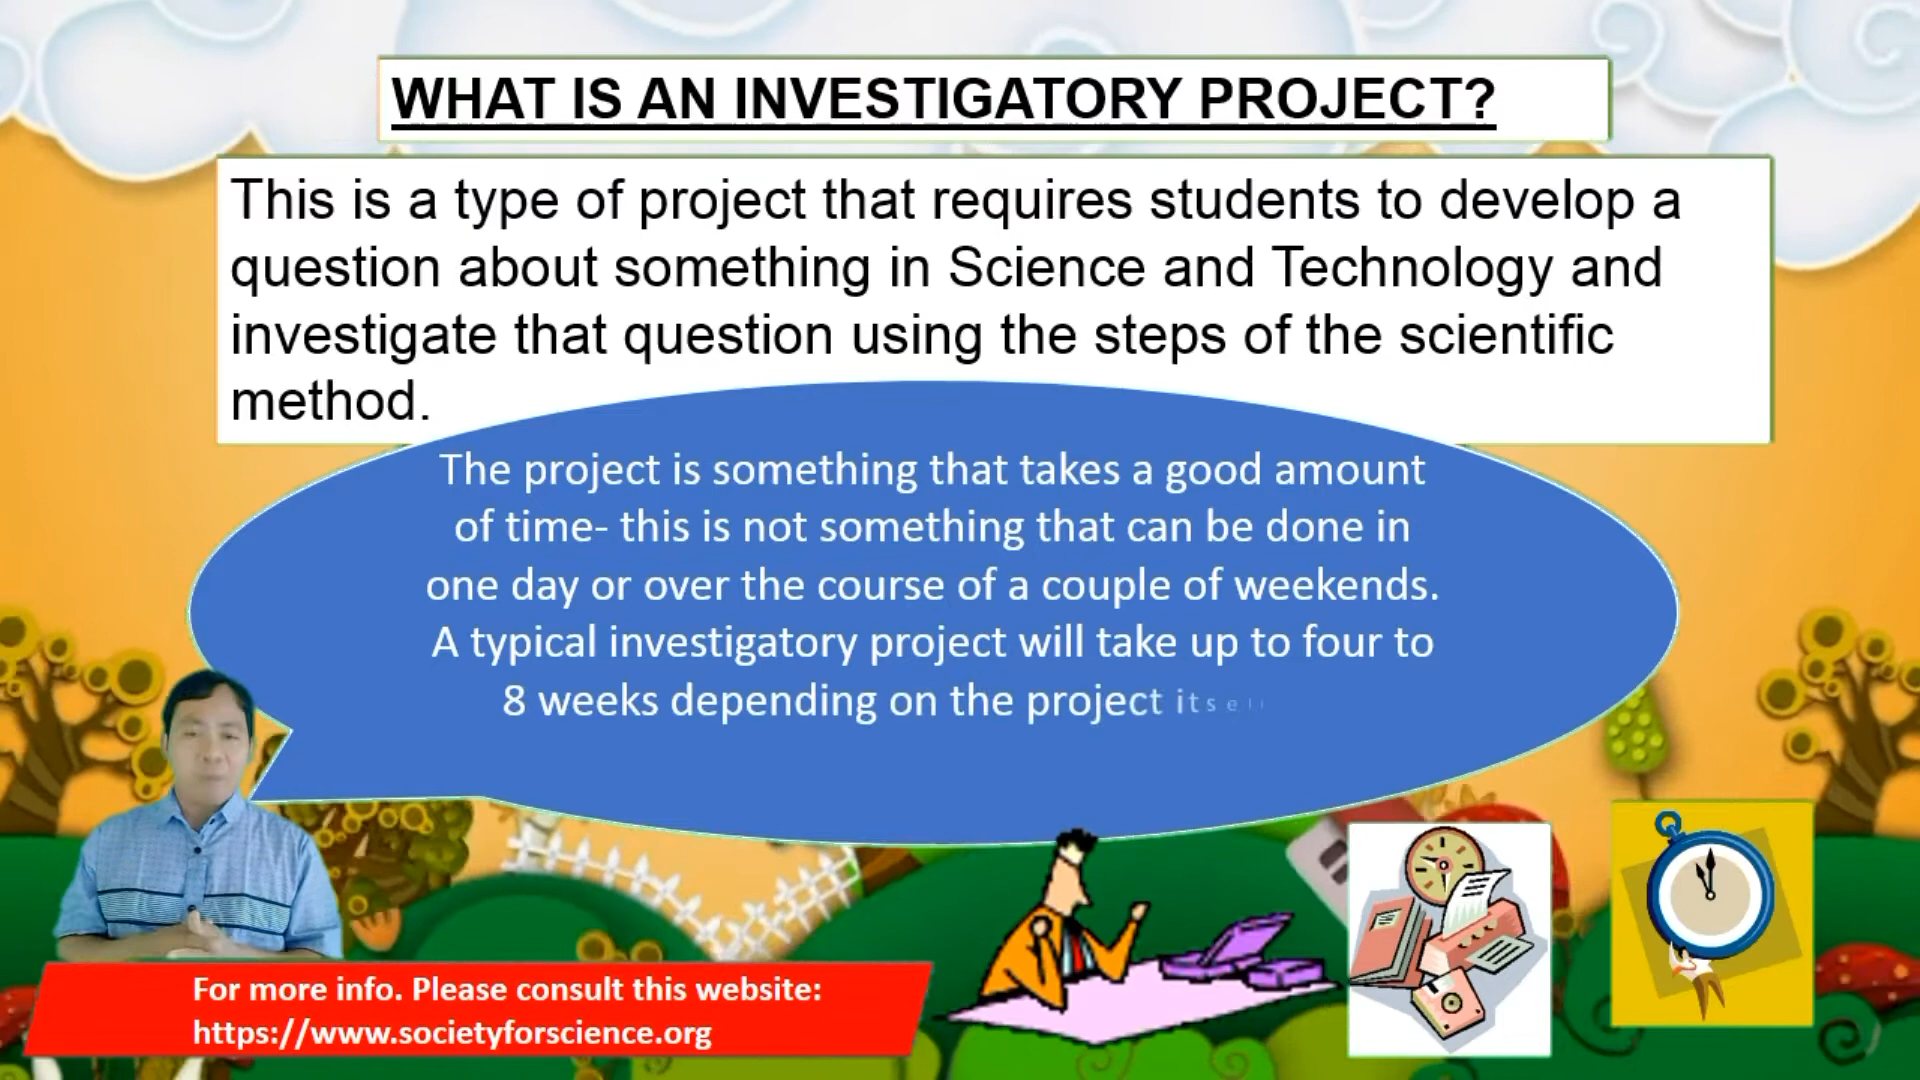 WHAT IS AN INVESTIGATORY PROJECT?
This is a type of project that requires students to develop a
question about something in Science and Technology and
investigate that question using the steps of the scientific
method.
The project is something that takes a good amount
of time- this is not something that can be done in
one day or over the course of a couple of weekends.
A typical investigatory project will take up to four to
8 weeks depending on the project
For more info. Please consult this website:
https://www.societyforscience.org